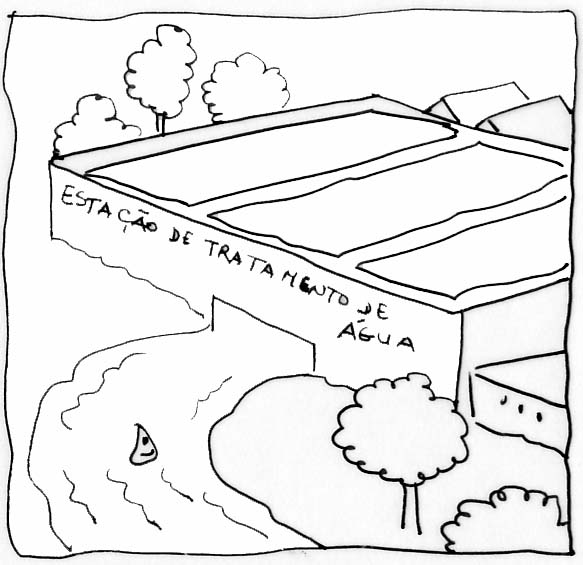 ESTAÇÃO DE TRATAMENTO DE
ÁGUA